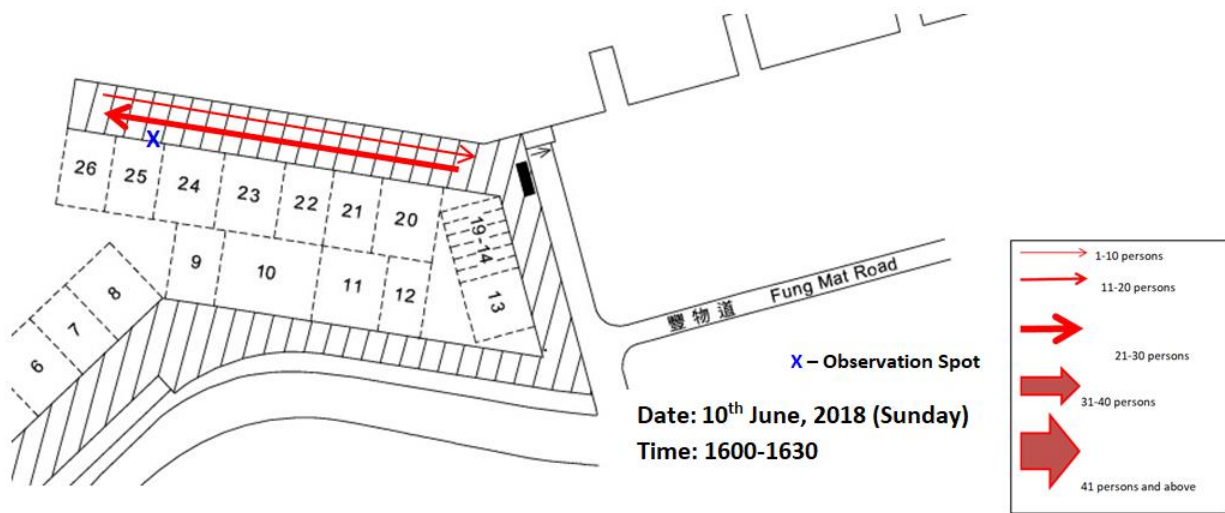 26
25
24
23
22
21
20
19-14
13
9
10
11
12
8
7
6
豐物道 Fung Mat Road
X – Observation Spot
Date: 10th June, 2018 (Sunday)
Time: 1600-1630
X
1-10 persons
11-20 persons
21-30 persons
31-40 persons
41 persons and above